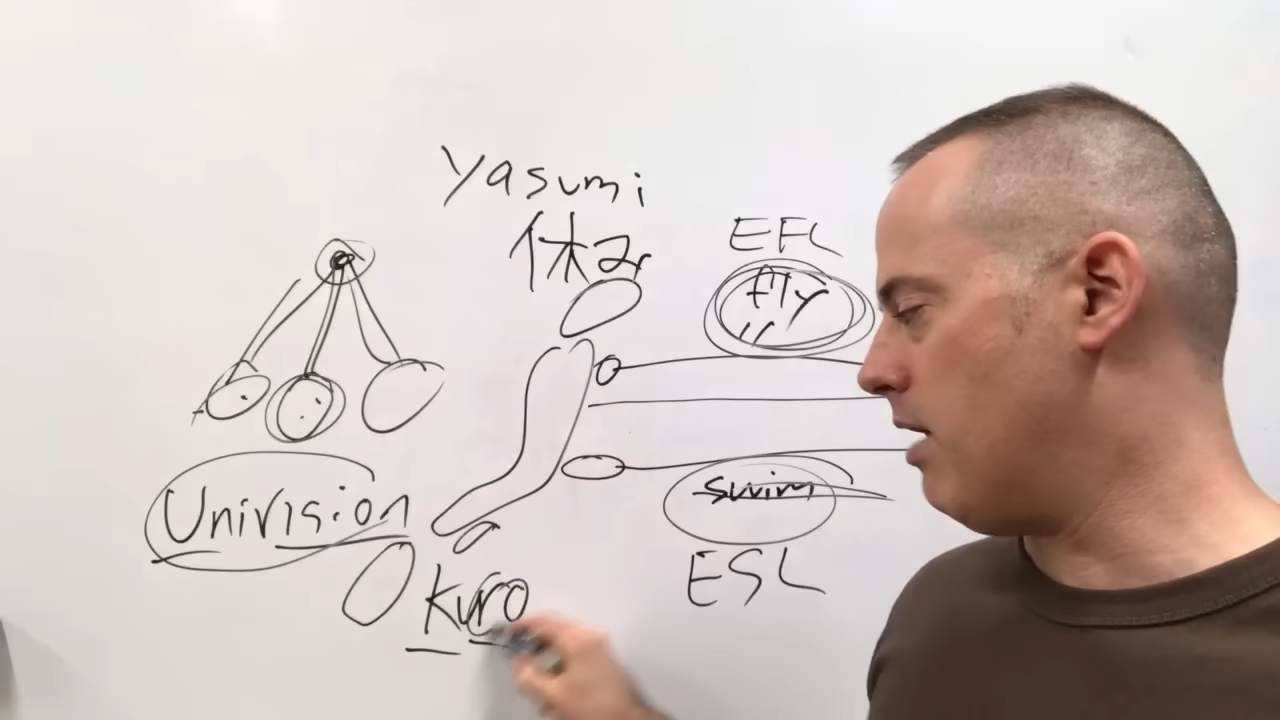 yasumi
休み
EFL
fly
Univision
swim
ESL
Kuro